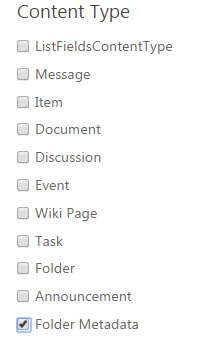 Content Type
ListFieldsContentType
Message
Item
Document
Discussion
Event
Wiki Page
Task
Folder
Announcement
Folder Metadata